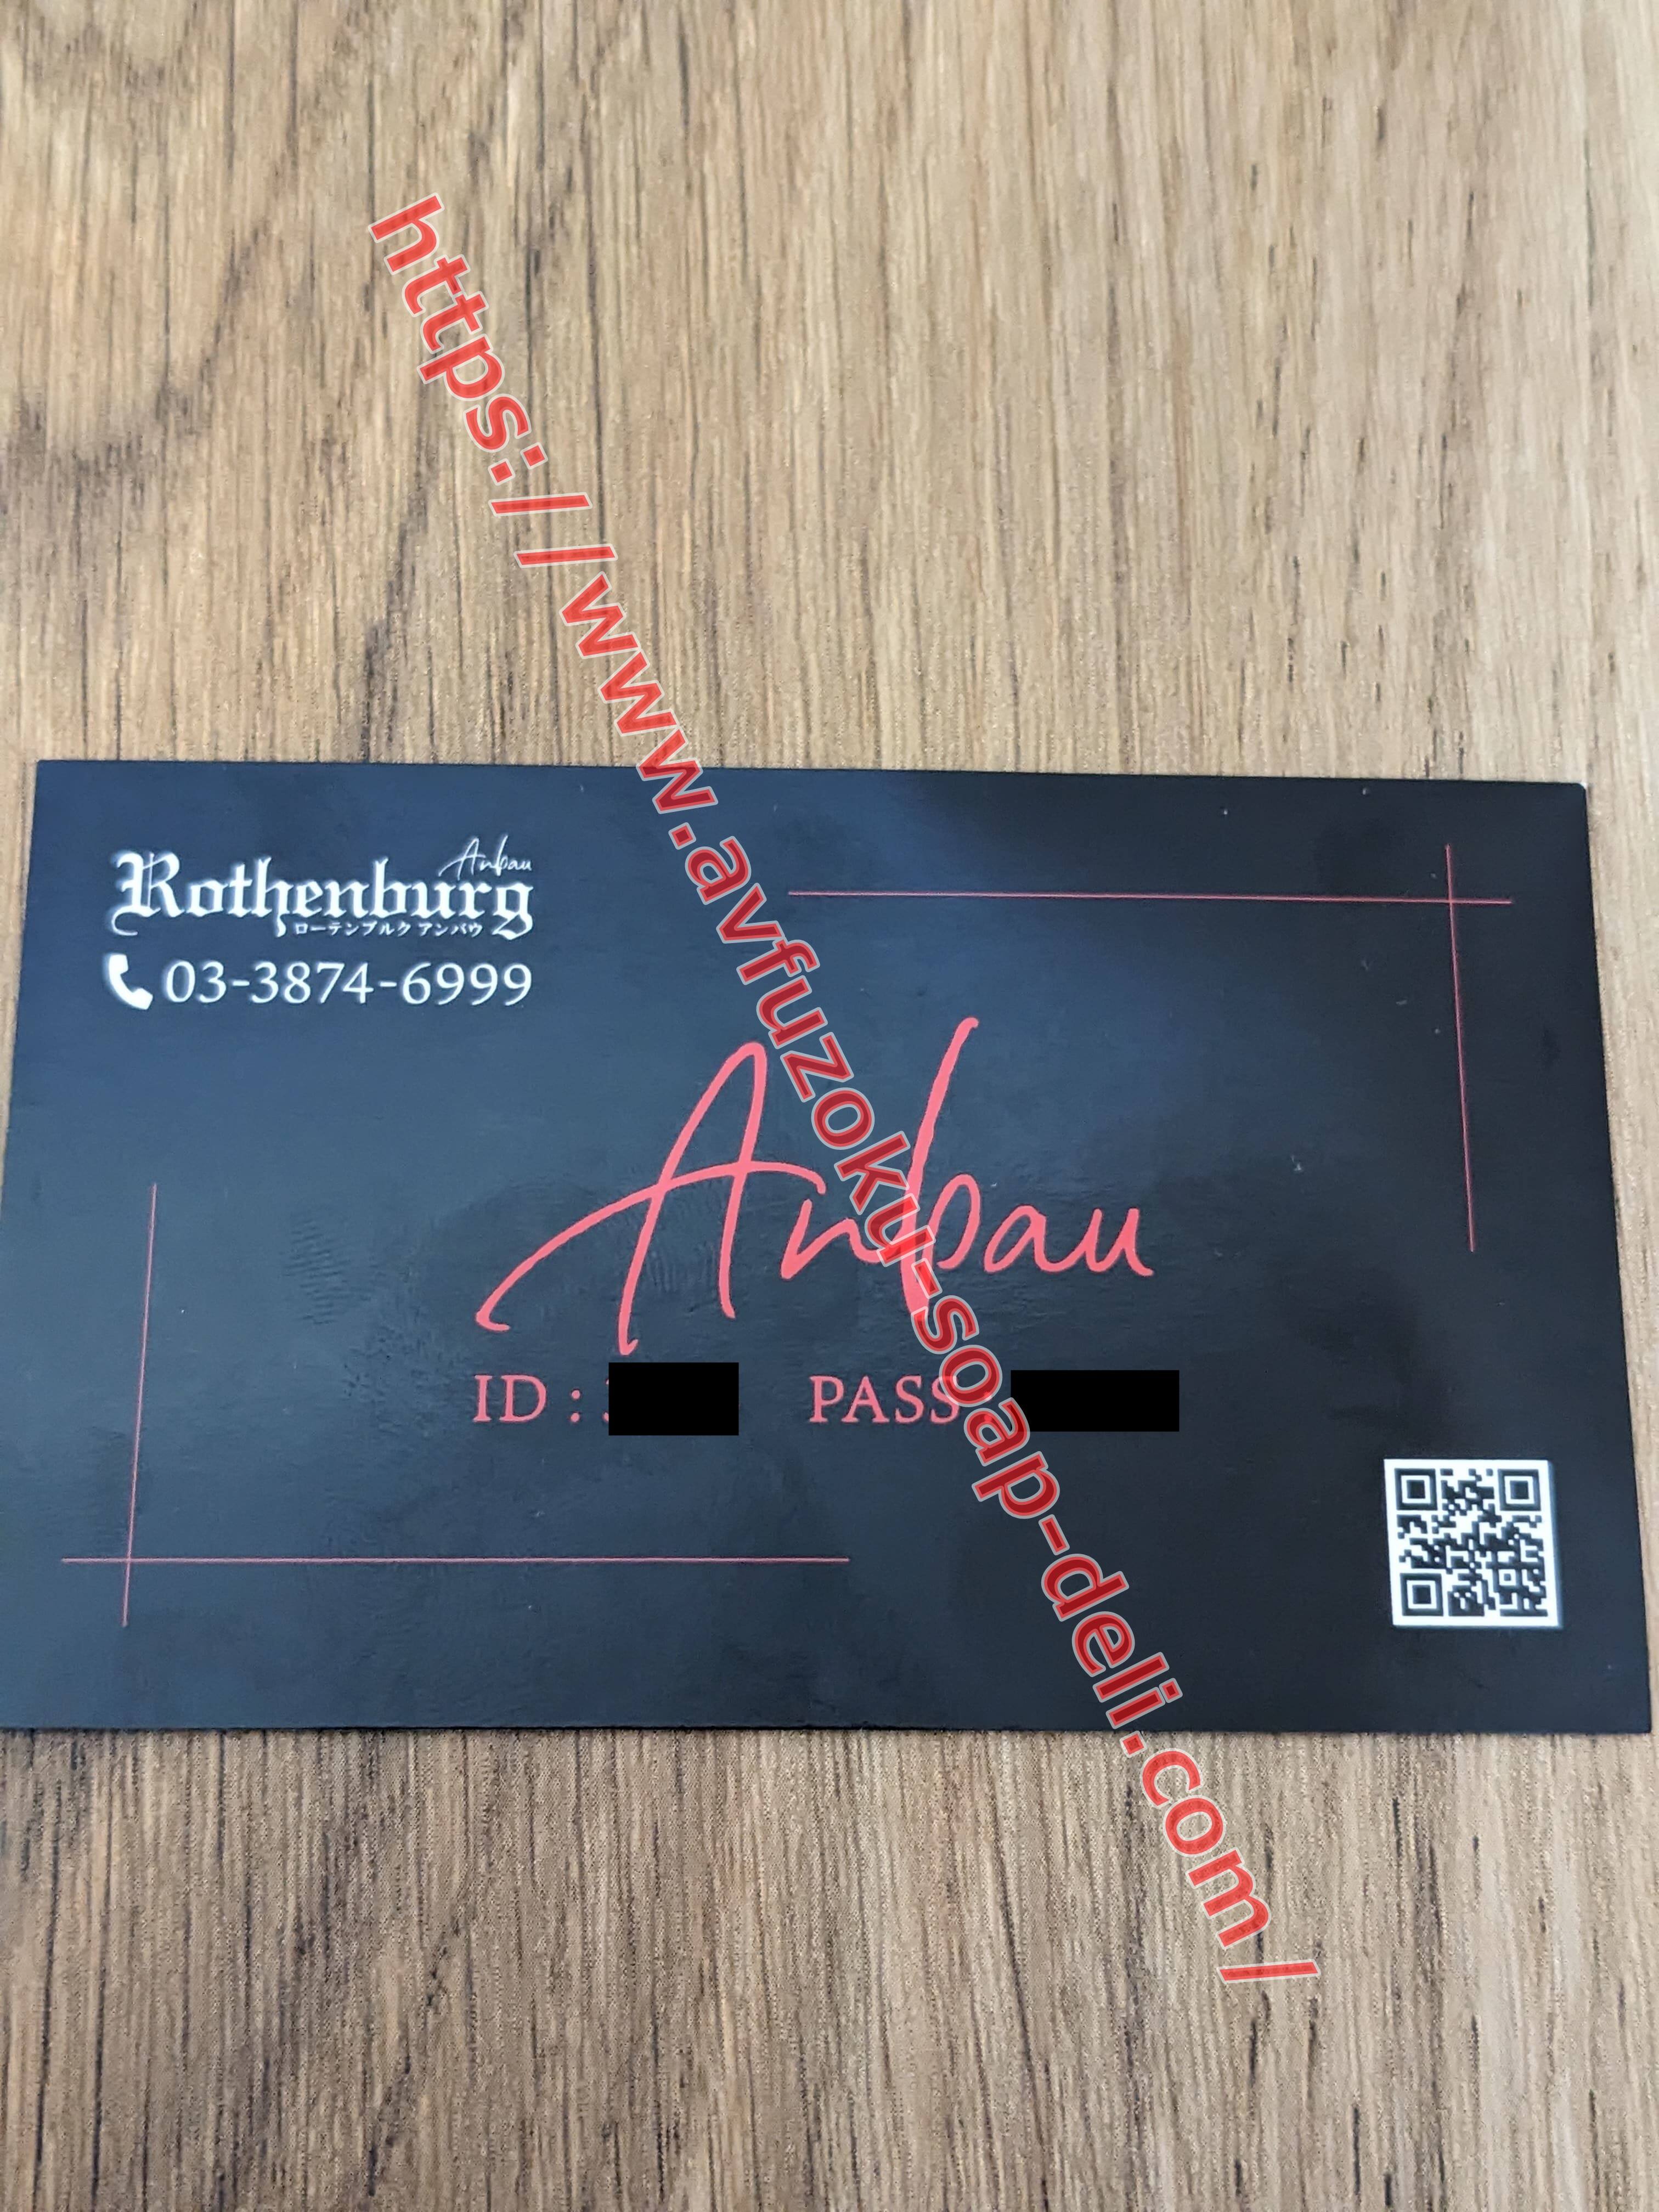 https://www.avfuzoku-soap-deli.com/
Anbau
Rothenburg
ローテンブルク アンバウ
03-3874-6999
Anbau
ID : PASS :